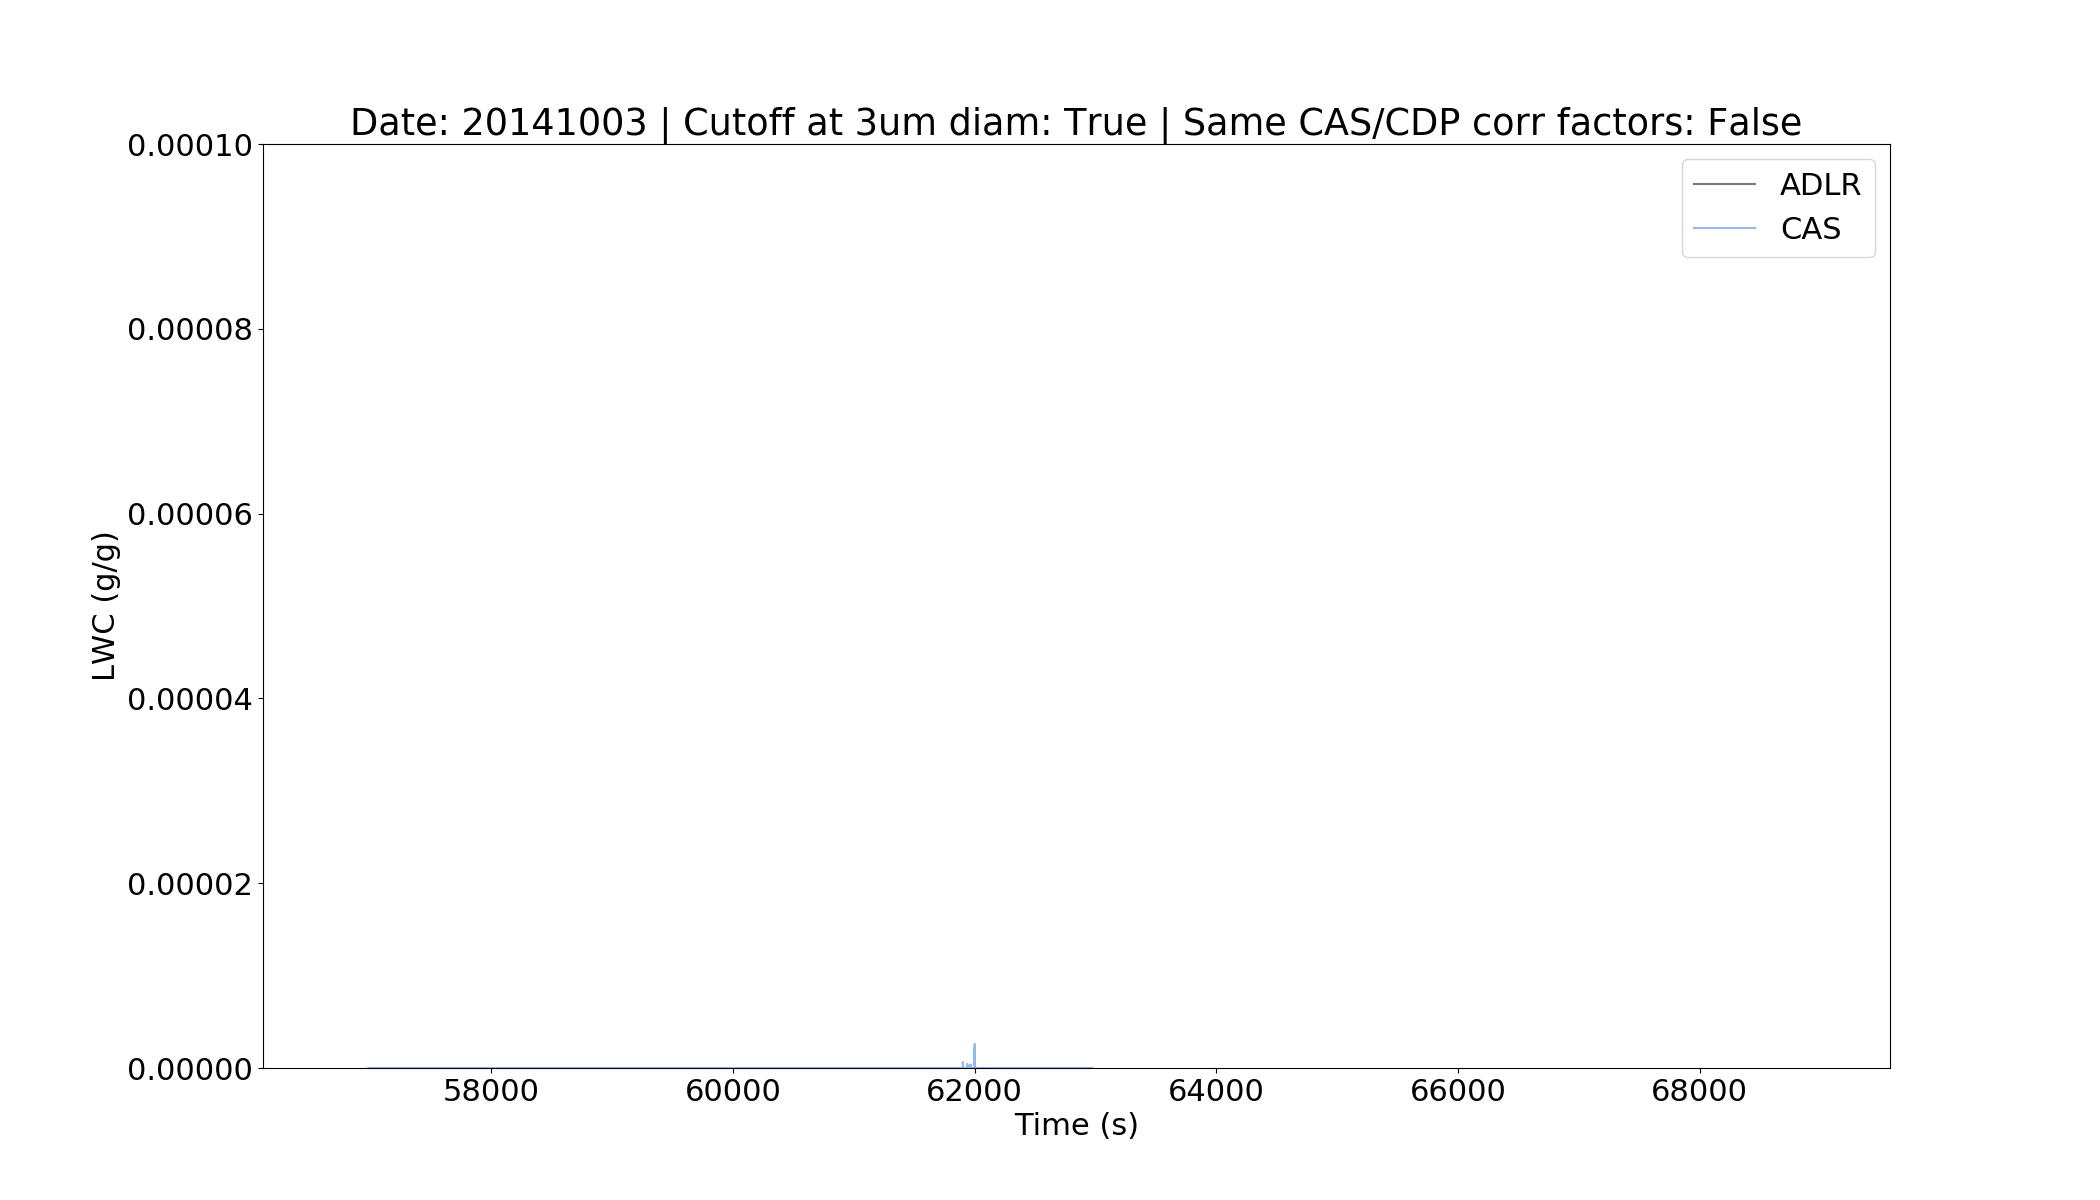 Date: 20141003 | Cutoff at 3um diam: True | Same CAS/CDP corr factors: False
0.00010
0.00008
0.00006
0.00004
0.00002
0.00000
LWC (g/g)
ADLR
CAS
58000 60000 62000 64000 66000 68000
Time (s)